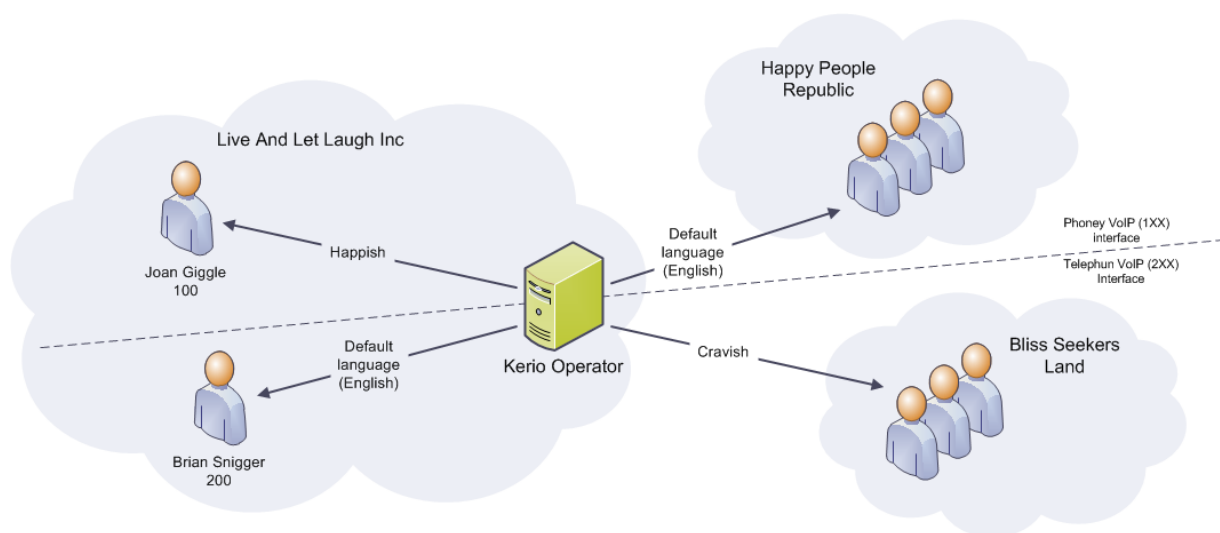 Happy People
Republic
Live And Let Laugh Inc
Joan Giggle
100
Happish
Default
language
(English)
Phoney VoIP (1XX)
interface
Telephun VoIP (2XX)
Interface
Kerio Operator
Default
language
(English)
Cravish
Bliss Seekers
Land
Brian Snigger
200